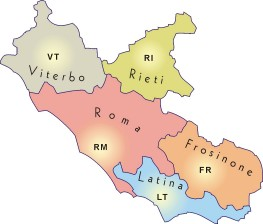 VT
Viterbo
RI
Rieti
Roma
RM
Frosinone
FR
Latina
LT